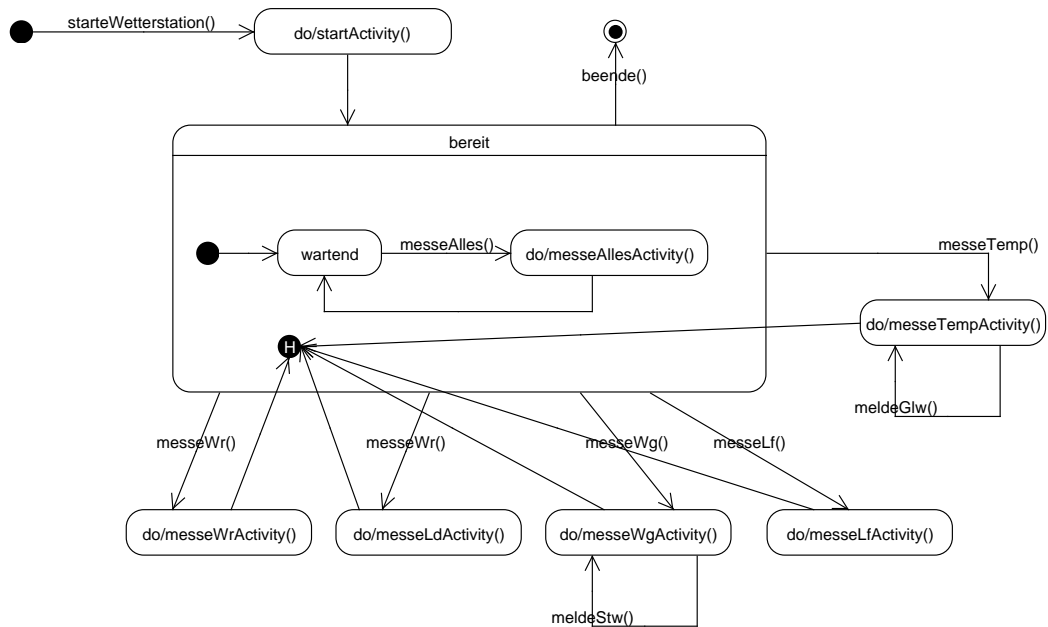 starteWetterstation()
do/startActivity()
beende()
bereit
wartend
messeAlles()
do/messeAllesActivity()
messeTemp()
do/messeTempActivity()
H
meldeGlw()
messeWr()
messeWr()
messeWg()
messeLf()
do/messeWrActivity()
do/messeLdActivity()
do/messeWgActivity()
do/messeLfActivity()
meldeStw()